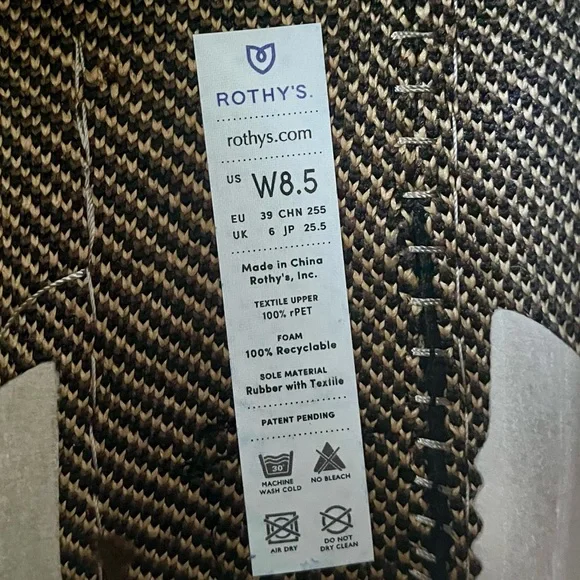 ROTHY'S.
rothys.com
US W8.5
EU 39 CHN 255
UK 6 JP 25.5
Made in China
Rothy's, Inc.
TEXTILE UPPER
100% rPET
FOAM
100% Recyclable
SOLE MATERIAL
Rubber with Textile
PATENT PENDING
30°
MACHINE
WASH COLD
NO BLEACH
AIR DRY
DO NOT
DRY CLEAN